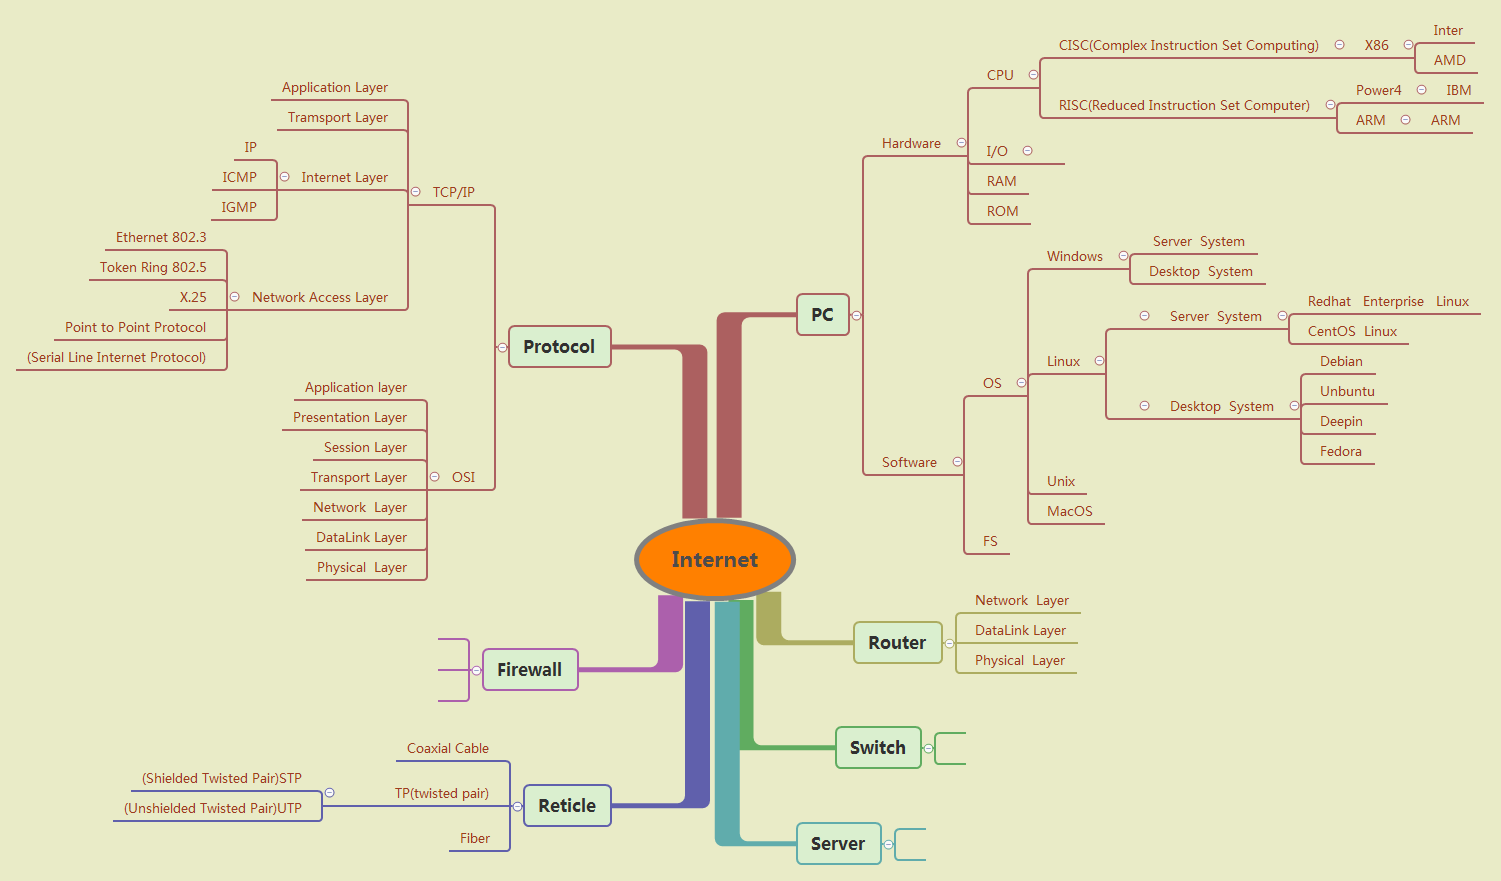 Internet
Protocol
TCP/IP
Application Layer
Tramsport Layer
Internet Layer
IP
ICMP
IGMP
Network Access Layer
Ethernet 802.3
Token Ring 802.5
X.25
Point to Point Protocol
(Serial Line Internet Protocol)
OSI
Application layer
Presentation Layer
Session Layer
Transport Layer
Network Layer
DataLink Layer
Physical Layer
PC
Hardware
CPU
CISC(Complex Instruction Set Computing)
X86
Inter
AMD
RISC(Reduced Instruction Set Computer)
Power4
IBM
ARM
ARM
I/O
RAM
ROM
Software
OS
Windows
Server System
Desktop System
Linux
Server System
Redhat Enterprise Linux
CentOS Linux
Desktop System
Debian
Unbuntu
Deepin
Fedora
Unix
MacOS
FS
Router
Network Layer
DataLink Layer
Physical Layer
Firewall
Switch
Reticle
Coaxial Cable
TP(twisted pair)
(Shielded Twisted Pair)STP
(Unshielded Twisted Pair)UTP
Fiber
Server